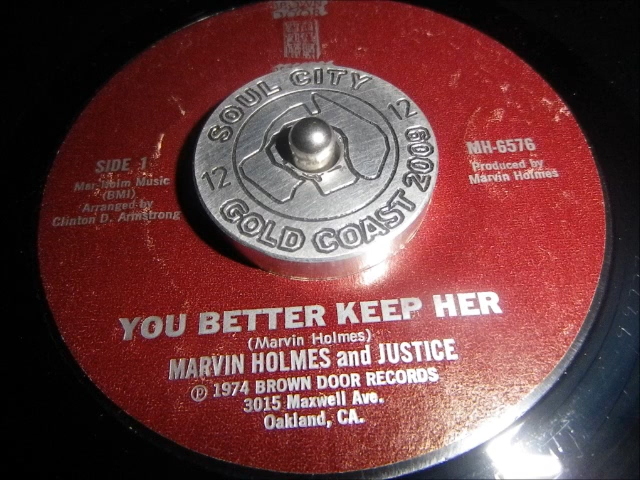 SOUL CITY
12
12
GOLD COAST 2009
SIDE 1
Mar Holm Music
(BMI)
Arranged by
Clinton D. Armstrong
MH-6576
Produced by
Marvin Holmes
YOU BETTER KEEP HER
(Marvin Holmes)
MARVIN HOLMES and JUSTICE
℗ 1974 BROWN DOOR RECORDS
3015 Maxwell Ave.
Oakland, CA.